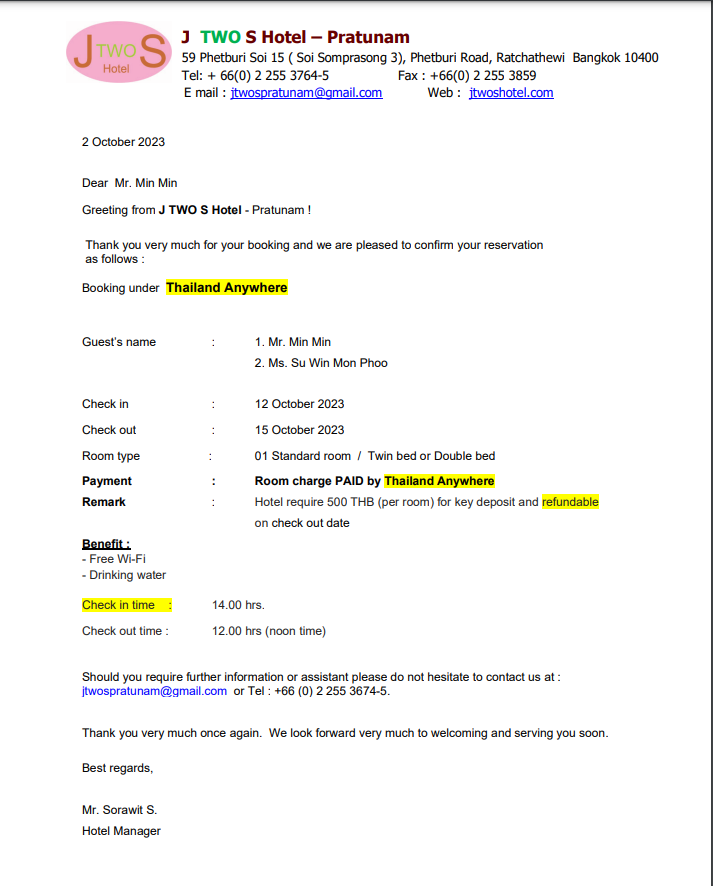 J TWO S
Hotel
J TWO S Hotel – Pratunam
59 Phetburi Soi 15 ( Soi Somprasong 3), Phetburi Road, Ratchathewi Bangkok 10400
Tel: + 66(0) 2 255 3764-5 Fax : +66(0) 2 255 3859
E mail : jtwospratunam@gmail.com Web : jtwoshotel.com
2 October 2023
Dear Mr. Min Min
Greeting from J TWO S Hotel - Pratunam !
Thank you very much for your booking and we are pleased to confirm your reservation
as follows :
Booking under Thailand Anywhere
Guest's name : 1. Mr. Min Min
2. Ms. Su Win Mon Phoo
Check in : 12 October 2023
Check out : 15 October 2023
Room type : 01 Standard room / Twin bed or Double bed
Payment : Room charge PAID by Thailand Anywhere
Remark : Hotel require 500 THB (per room) for key deposit and refundable
on check out date
Benefit :
- Free Wi-Fi
- Drinking water
Check in time : 14.00 hrs.
Check out time : 12.00 hrs (noon time)
Should you require further information or assistant please do not hesitate to contact us at :
jtwospratunam@gmail.com or Tel : +66 (0) 2 255 3674-5.
Thank you very much once again. We look forward very much to welcoming and serving you soon.
Best regards,
Mr. Sorawit S.
Hotel Manager